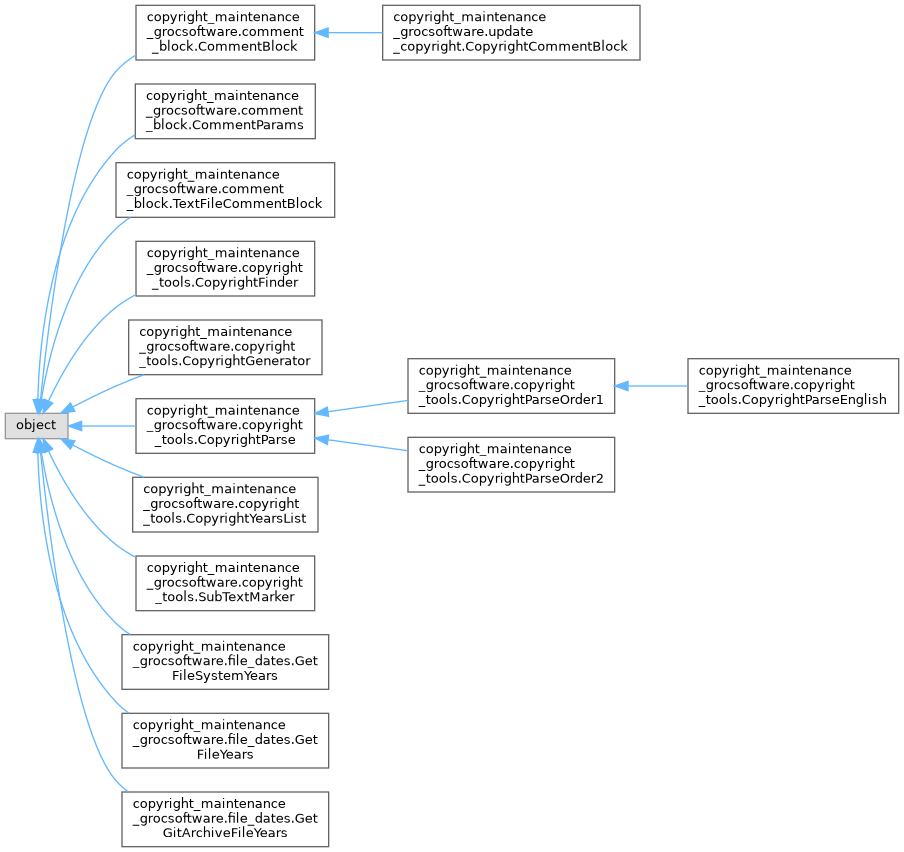 copyright_maintenance
_grocsoftware.comment
_block.CommentBlock
copyright_maintenance
_grocsoftware.update
_copyright.CopyrightCommentBlock
copyright_maintenance
_grocsoftware.comment
_block.CommentParams
copyright_maintenance
_grocsoftware.comment
_block.TextFileCommentBlock
copyright_maintenance
_grocsoftware.copyright
_tools.CopyrightFinder
copyright_maintenance
_grocsoftware.copyright
_tools.CopyrightGenerator
object
copyright_maintenance
_grocsoftware.copyright
_tools.CopyrightParse
copyright_maintenance
_grocsoftware.copyright
_tools.CopyrightParseOrder1
copyright_maintenance
_grocsoftware.copyright
_tools.CopyrightParseEnglish
copyright_maintenance
_grocsoftware.copyright
_tools.CopyrightParseOrder2
copyright_maintenance
_grocsoftware.copyright
_tools.CopyrightYearsList
copyright_maintenance
_grocsoftware.copyright
_tools.SubTextMarker
copyright_maintenance
_grocsoftware.file_dates.Get
FileSystemYears
copyright_maintenance
_grocsoftware.file_dates.Get
FileYears
copyright_maintenance
_grocsoftware.file_dates.Get
GitArchiveFileYears